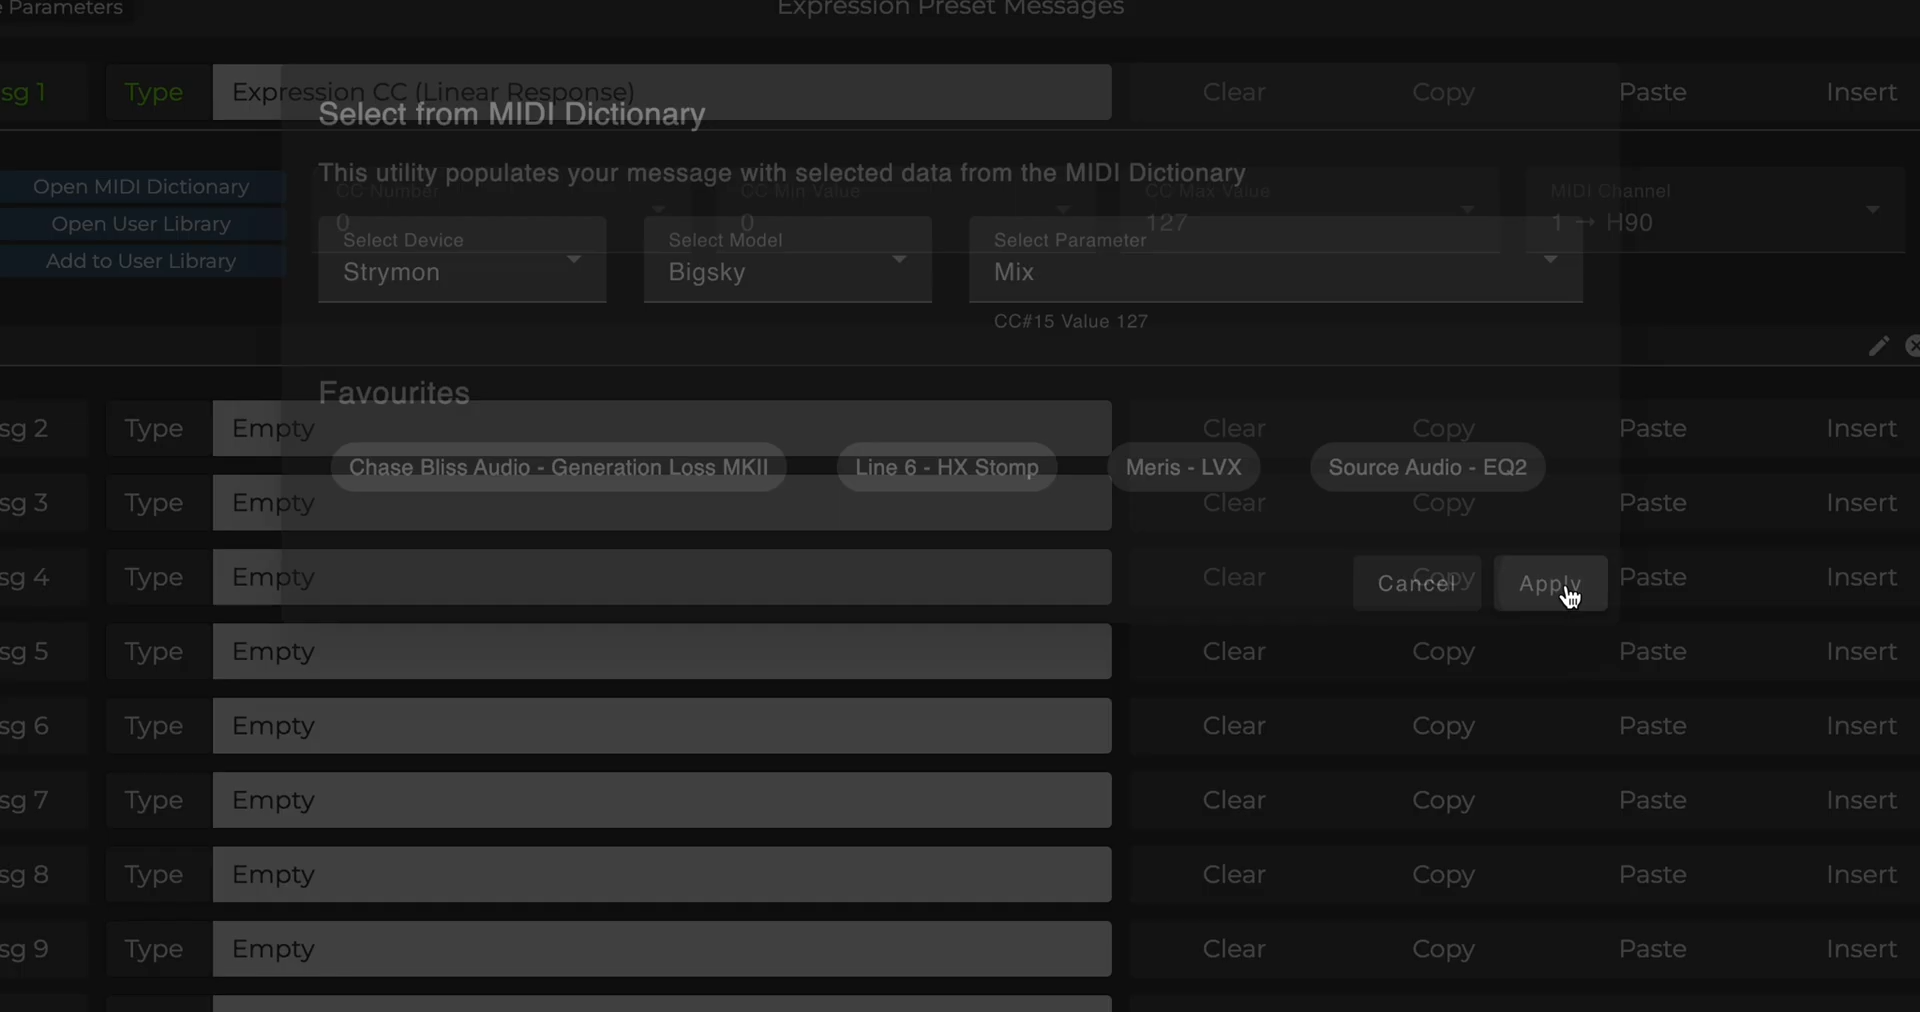 e Parameters
Expression Preset Messages
sg 1 Type Expression CC (Linear Response) Clear Copy Paste Insert
Select from MIDI Dictionary
This utility populates your message with selected data from the MIDI Dictionary
Open MIDI Dictionary
Open User Library
Add to User Library
CC Number CC Min Value CC Max Value MIDI Channel
0 0 127 1 → H90
Select Device Select Model Select Parameter
Strymon Bigsky Mix
CC#15 Value 127
Favourites
sg 2 Type Empty Clear Copy Paste Insert
Chase Bliss Audio - Generation Loss MKII Line 6 - HX Stomp Meris - LVX Source Audio - EQ2
sg 3 Type Empty Clear Copy Paste Insert
sg 4 Type Empty Clear Copy Paste Insert
Cancel Apply
sg 5 Type Empty Clear Copy Paste Insert
sg 6 Type Empty Clear Copy Paste Insert
sg 7 Type Empty Clear Copy Paste Insert
sg 8 Type Empty Clear Copy Paste Insert
sg 9 Type Empty Clear Copy Paste Insert